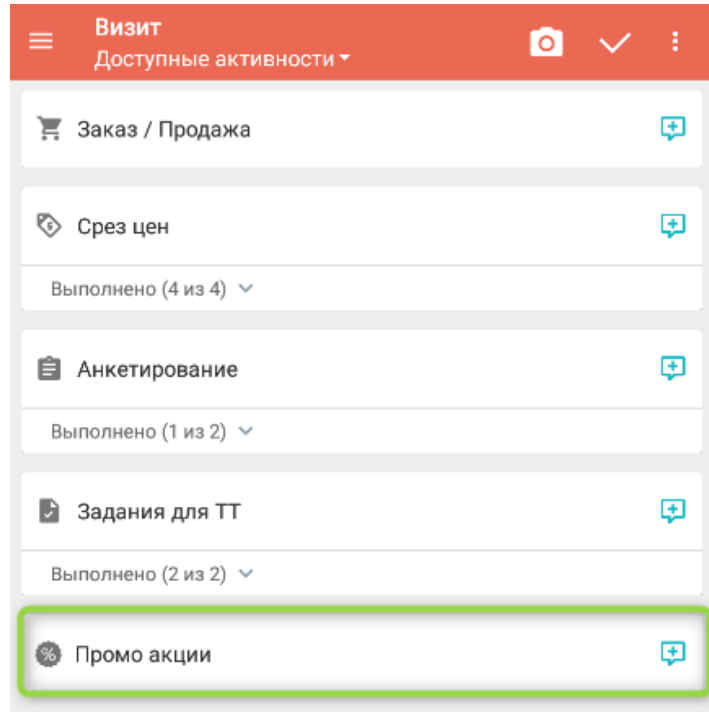 Визит
Доступные активности
Заказ / Продажа
Срез цен
Выполнено (4 из 4)
Анкетирование
Выполнено (1 из 2)
Задания для ТТ
Выполнено (2 из 2)
Промо акции